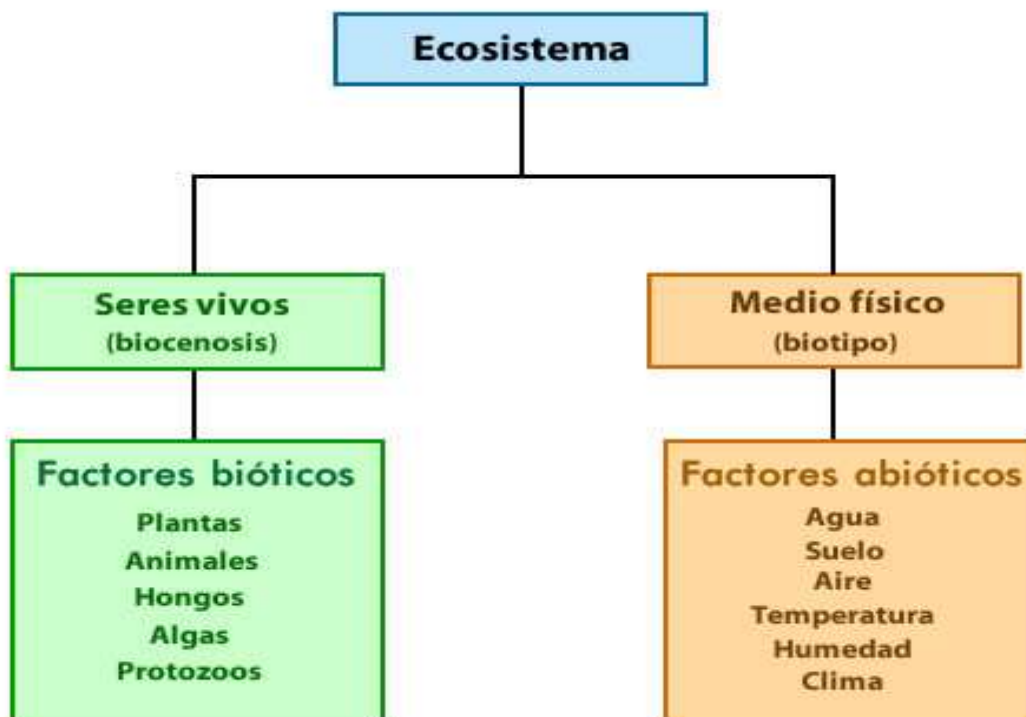 Ecosistema
Seres vivos
(biocenosis)
Medio físico
(biotipo)
Factores bióticos
Plantas
Animales
Hongos
Algas
Protozoos
Factores abióticos
Agua
Suelo
Aire
Temperatura
Humedad
Clima